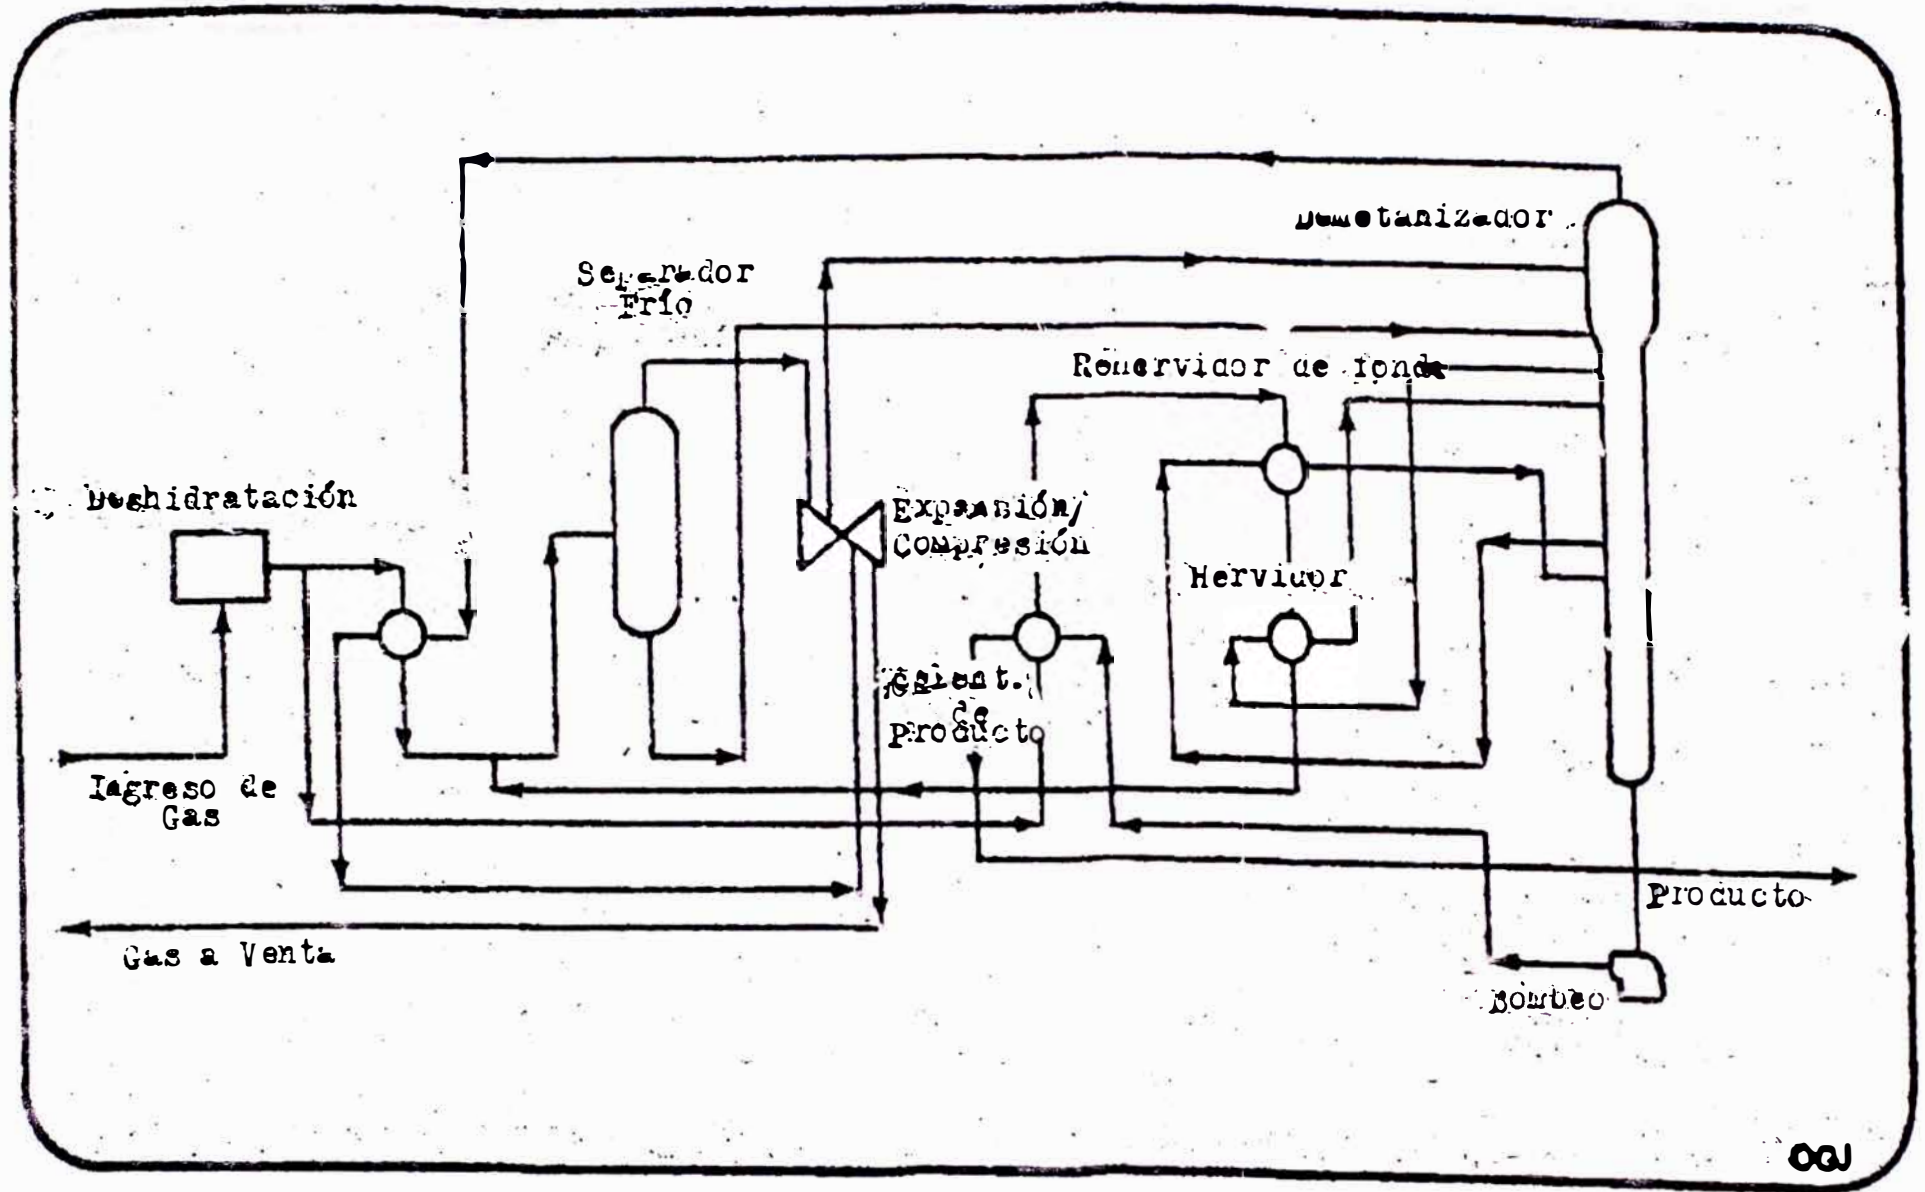 Demetanizador
Separador
Frío
Rehervidor de fondo
Deshidratación
Expansión/
Compresión
Hervidor
Calent.
de
Producto
Ingreso de
Gas
Producto
Gas a Venta
Bombeo
OGJ